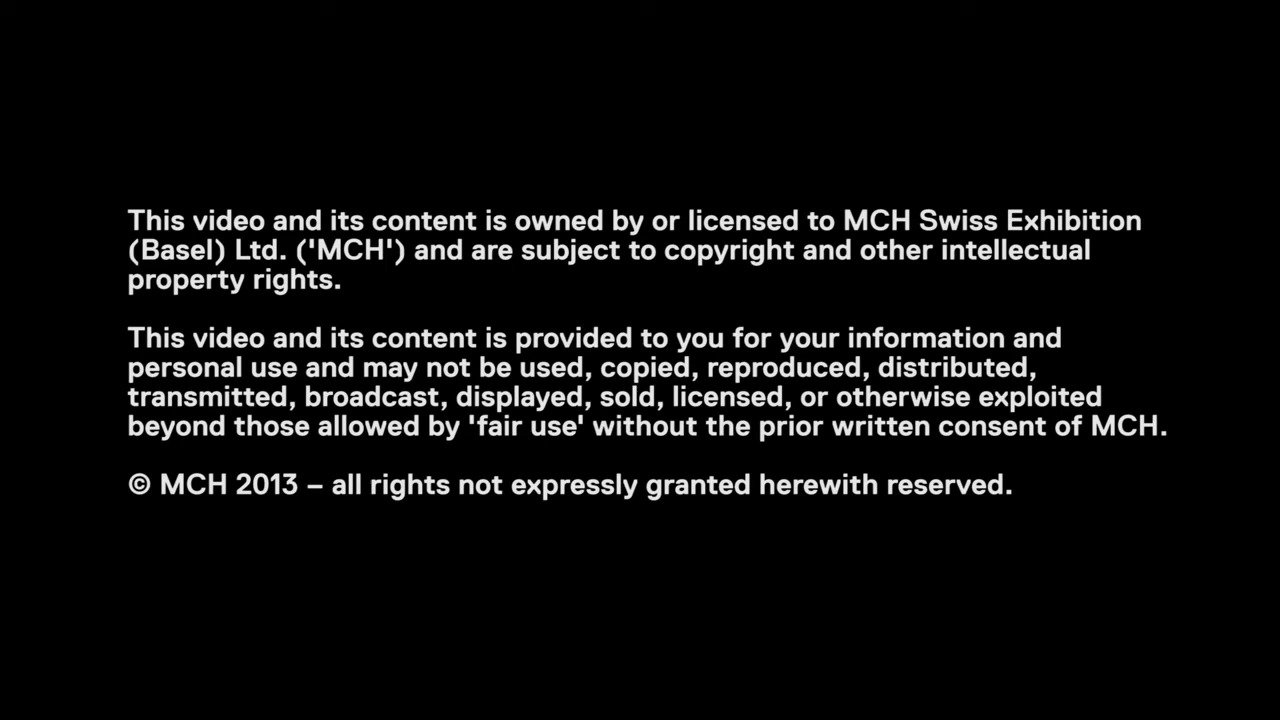 This video and its content is owned by or licensed to MCH Swiss Exhibition
(Basel) Ltd. ('MCH') and are subject to copyright and other intellectual
property rights.
This video and its content is provided to you for your information and
personal use and may not be used, copied, reproduced, distributed,
transmitted, broadcast, displayed, sold, licensed, or otherwise exploited
beyond those allowed by 'fair use' without the prior written consent of MCH.
© MCH 2013 – all rights not expressly granted herewith reserved.